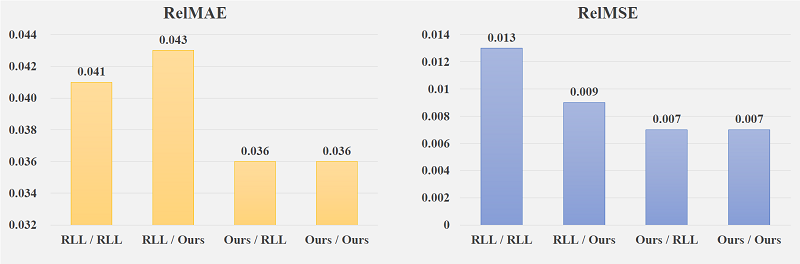 RelMAE
0.044
0.042
0.040
0.038
0.036
0.034
0.032
0.041
0.043
0.036
0.036
RLL / RLL
RLL / Ours
Ours / RLL
Ours / Ours
RelMSE
0.014
0.012
0.01
0.008
0.006
0.004
0.002
0
0.013
0.009
0.007
0.007
RLL / RLL
RLL / Ours
Ours / RLL
Ours / Ours